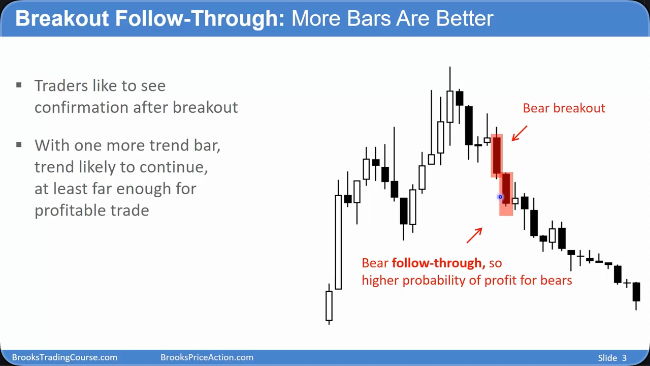 Breakout Follow-Through: More Bars Are Better
▪ Traders like to see
confirmation after breakout
▪ With one more trend bar,
trend likely to continue,
at least far enough for
profitable trade
Bear breakout
Bear follow-through, so
higher probability of profit for bears
BrooksTradingCourse.com BrooksPriceAction.com Slide 3